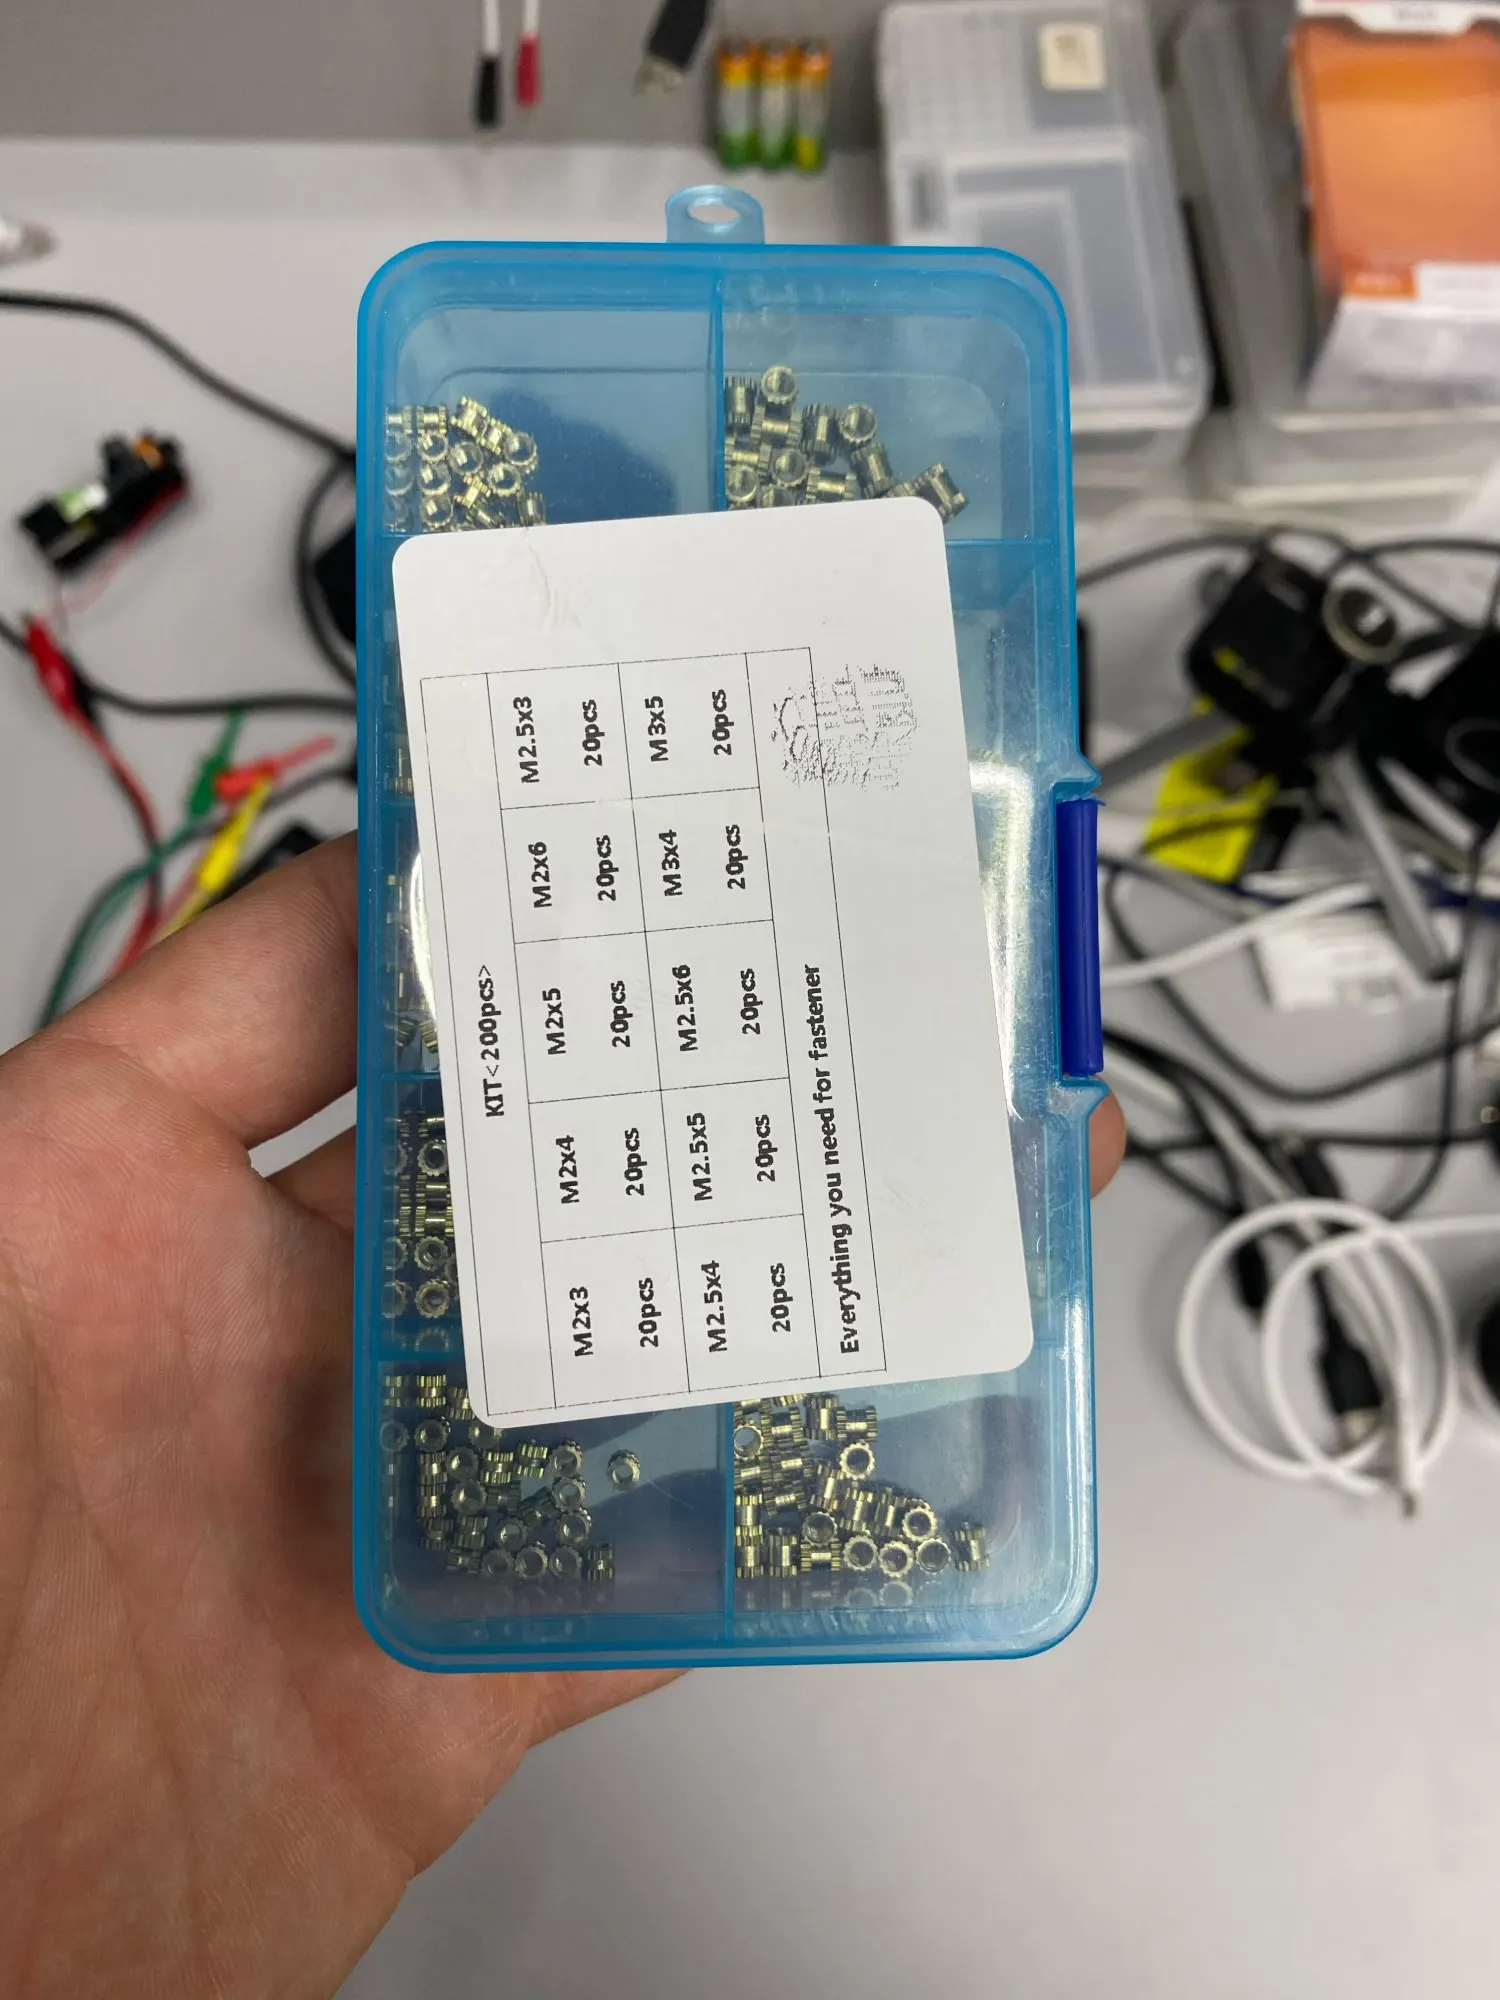 KIT<200pcs>
M2x3 M2x4 M2x5 M2x6 M2.5x3
20pcs 20pcs 20pcs 20pcs 20pcs
M2.5x4 M2.5x5 M2.5x6 M3x4 M3x5
20pcs 20pcs 20pcs 20pcs 20pcs
Everything you need for fastener